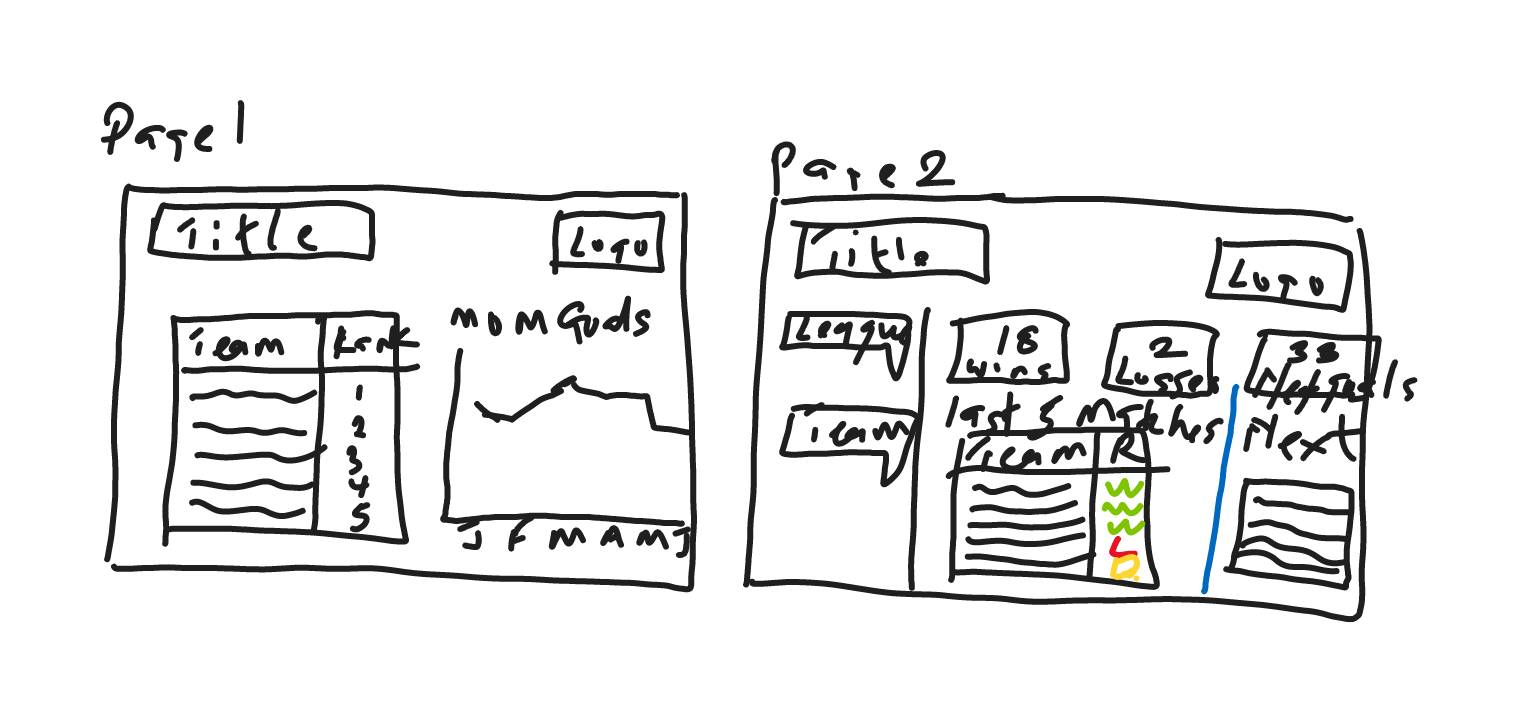 Page 1
Title
Logo
Team Rank
1
2
3
4
5
MOM Goals
J F M A M J
Page 2
Title
Logo
League
Team
18
Wins
2
Losses
33
Net goals
last 5 Matches
Team R
W
W
W
L
D
Next